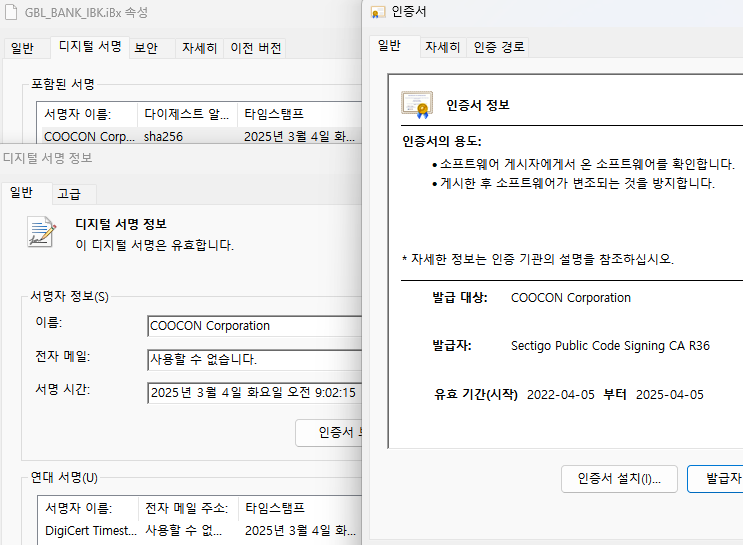 GBL_BANK_IBK.iBx 속성
일반 디지털 서명 보안 자세히 이전 버전
포함된 서명
서명자 이름: 다이제스트 알... 타임스탬프
COOCON Corp... sha256 2025년 3월 4일 화...
디지털 서명 정보
일반 고급
디지털 서명 정보
이 디지털 서명은 유효합니다.
서명자 정보(S)
이름: COOCON Corporation
전자 메일: 사용할 수 없습니다.
서명 시간: 2025년 3월 4일 화요일 오전 9:02:15
인증서 보
연대 서명(U)
서명자 이름: 전자 메일 주소: 타임스탬프
DigiCert Timest... 사용할 수 없... 2025년 3월 4일 화...
인증서
일반 자세히 인증 경로
인증서 정보
인증서의 용도:
• 소프트웨어 게시자에게서 온 소프트웨어를 확인합니다.
• 게시한 후 소프트웨어가 변조되는 것을 방지합니다.
* 자세한 정보는 인증 기관의 설명을 참조하십시오.
발급 대상: COOCON Corporation
발급자: Sectigo Public Code Signing CA R36
유효 기간(시작) 2022-04-05 부터 2025-04-05
인증서 설치(I)... 발급자